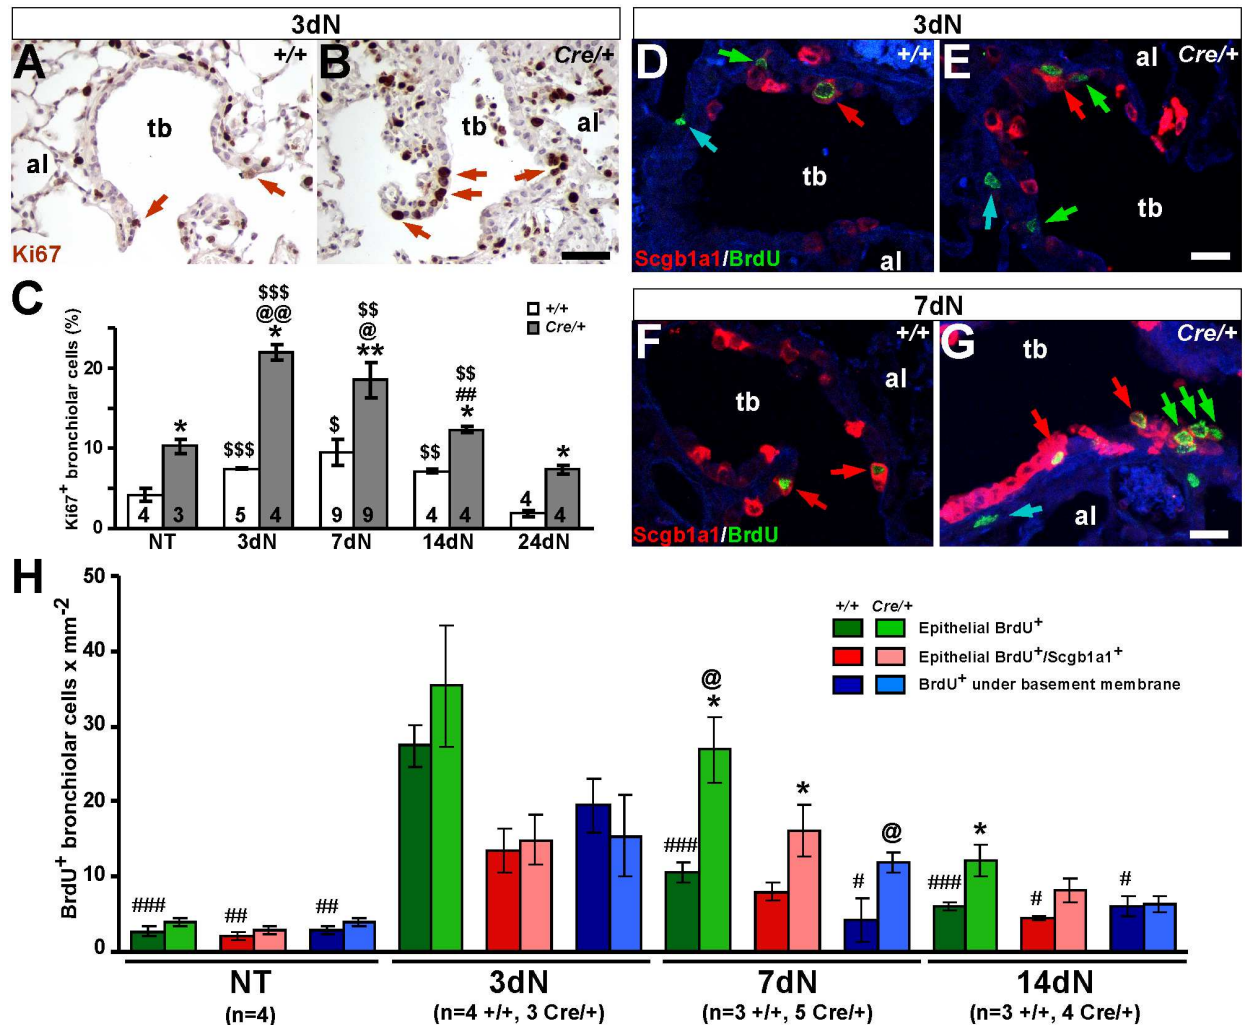 3dN
A
+/+
tb
al
Ki67
B
Cre/+
tb
al
3dN
D
+/+
tb
al
Scgb1a1/BrdU
E
al
Cre/+
tb
C
Ki67+ bronchiolar cells (%)
20
10
0
+/+
Cre/+
*
$$$
$$$
@@
*
$
$$
@
**
$$
$$
##
*
4
*
4
3
5
4
9
9
4
4
4
NT
3dN
7dN
14dN
24dN
7dN
F
+/+
al
tb
Scgb1a1/BrdU
G
Cre/+
tb
al
H
BrdU+ bronchiolar cells x mm-2
50
40
30
20
10
0
+/+ Cre/+
Epithelial BrdU+
Epithelial BrdU+/Scgb1a1+
BrdU+ under basement membrane
###
##
##
###
@
*
*
#
@
###
*
#
#
NT
(n=4)
3dN
(n=4 +/+, 3 Cre/+)
7dN
(n=3 +/+, 5 Cre/+)
14dN
(n=3 +/+, 4 Cre/+)